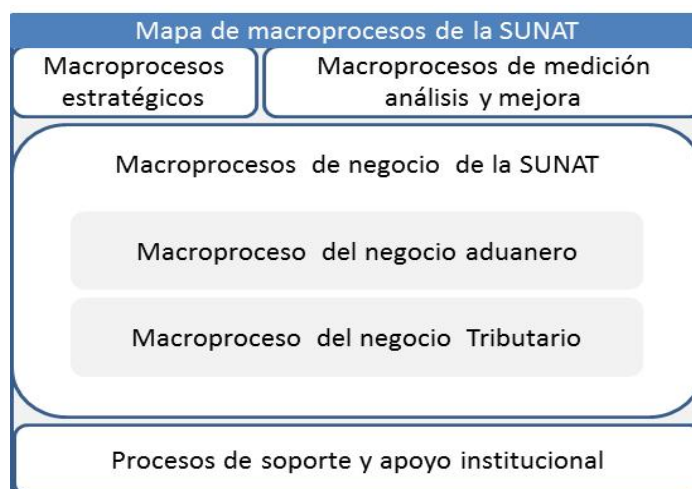 Mapa de macroprocesos de la SUNAT
Macroprocesos
estratégicos
Macroprocesos de medición
análisis y mejora
Macroprocesos de negocio de la SUNAT
Macroproceso del negocio aduanero
Macroproceso del negocio Tributario
Procesos de soporte y apoyo institucional